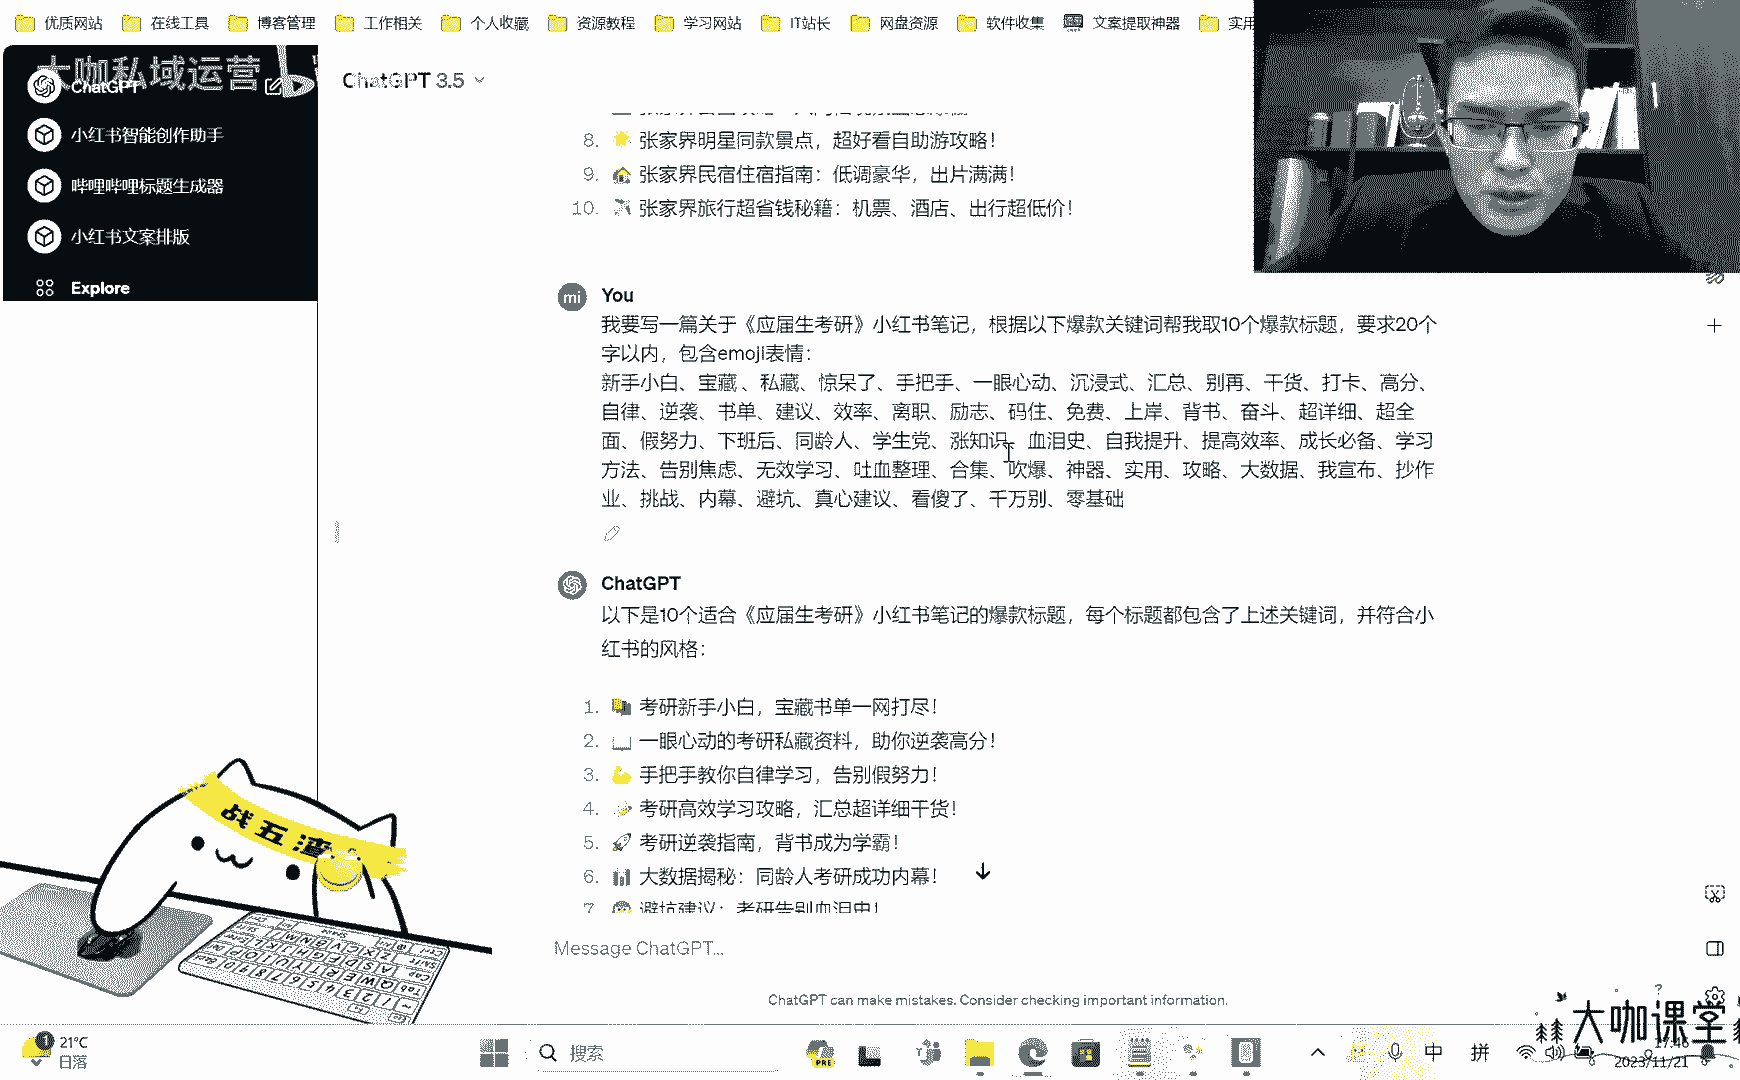 优质网站 在线工具 博客管理 工作相关 个人收藏 资源教程 学习网站 IT站长 网盘资源 软件收集 文案提取神器 实用
大咖私域运营
ChatGPT
小红书智能创作助手
哔哩哔哩标题生成器
小红书文案排版
Explore
ChatGPT 3.5
8. 张家界明星同款景点，超好看自助游攻略！
9. 张家界民宿住宿指南：低调豪华，出片满满！
10. 张家界旅行超省钱秘籍：机票、酒店、出行超低价！
mi
You
我要写一篇关于《应届生考研》小红书笔记，根据以下爆款关键词帮我取10个爆款标题，要求20个
字以内，包含emoji表情：
新手小白、宝藏 、私藏、惊呆了、手把手、一眼心动、沉浸式、汇总、别再、干货、打卡、高分、
自律、逆袭、书单、建议、效率、离职、励志、码住、免费、上岸、背书、奋斗、超详细、超全
面、假努力、下班后、同龄人、学生党、涨知识、血泪史、自我提升、提高效率、成长必备、学习
方法、告别焦虑、无效学习、吐血整理、合集、吹爆、神器、实用、攻略、大数据、我宣布、抄作
业、挑战、内幕、避坑、真心建议、看傻了、千万别、零基础
ChatGPT
以下是10个适合《应届生考研》小红书笔记的爆款标题，每个标题都包含了上述关键词，并符合小
红书的风格：
1. 考研新手小白，宝藏书单一网打尽！
2. 一眼心动的考研私藏资料，助你逆袭高分！
3. 手把手教你自律学习，告别假努力！
4. 考研高效学习攻略，汇总超详细干货！
5. 考研逆袭指南，背书成为学霸！
6. 大数据揭秘：同龄人考研成功内幕！
7. 避坑建议：考研告别血泪史！
战五渣
Message ChatGPT...
ChatGPT can make mistakes. Consider checking important information.
大咖课堂
1
21°C
日落
搜索
PRE
中
拼
17:46
2023/11/21